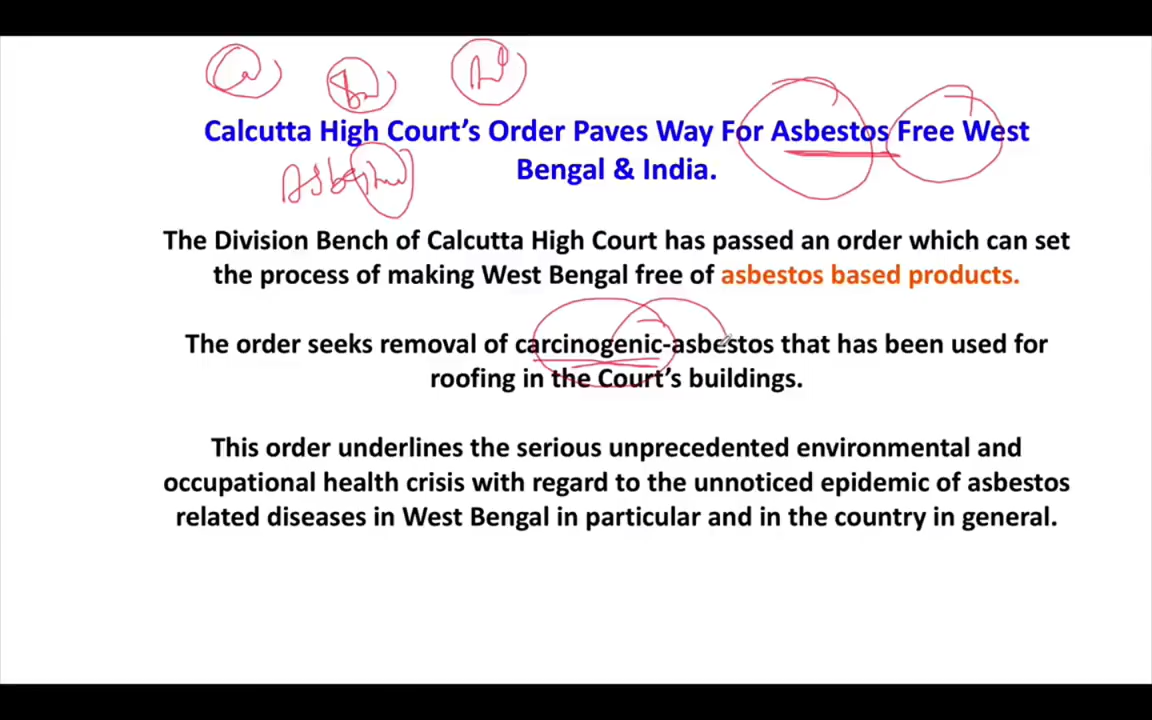 Calcutta High Court's Order Paves Way For Asbestos Free West
Bengal & India.
The Division Bench of Calcutta High Court has passed an order which can set
the process of making West Bengal free of asbestos based products.
The order seeks removal of carcinogenic-asbestos that has been used for
roofing in the Court's buildings.
This order underlines the serious unprecedented environmental and
occupational health crisis with regard to the unnoticed epidemic of asbestos
related diseases in West Bengal in particular and in the country in general.